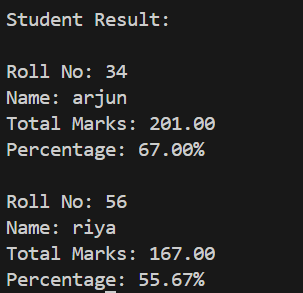 Student Result:
Roll No: 34
Name: arjun
Total Marks: 201.00
Percentage: 67.00%
Roll No: 56
Name: riya
Total Marks: 167.00
Percentage: 55.67%